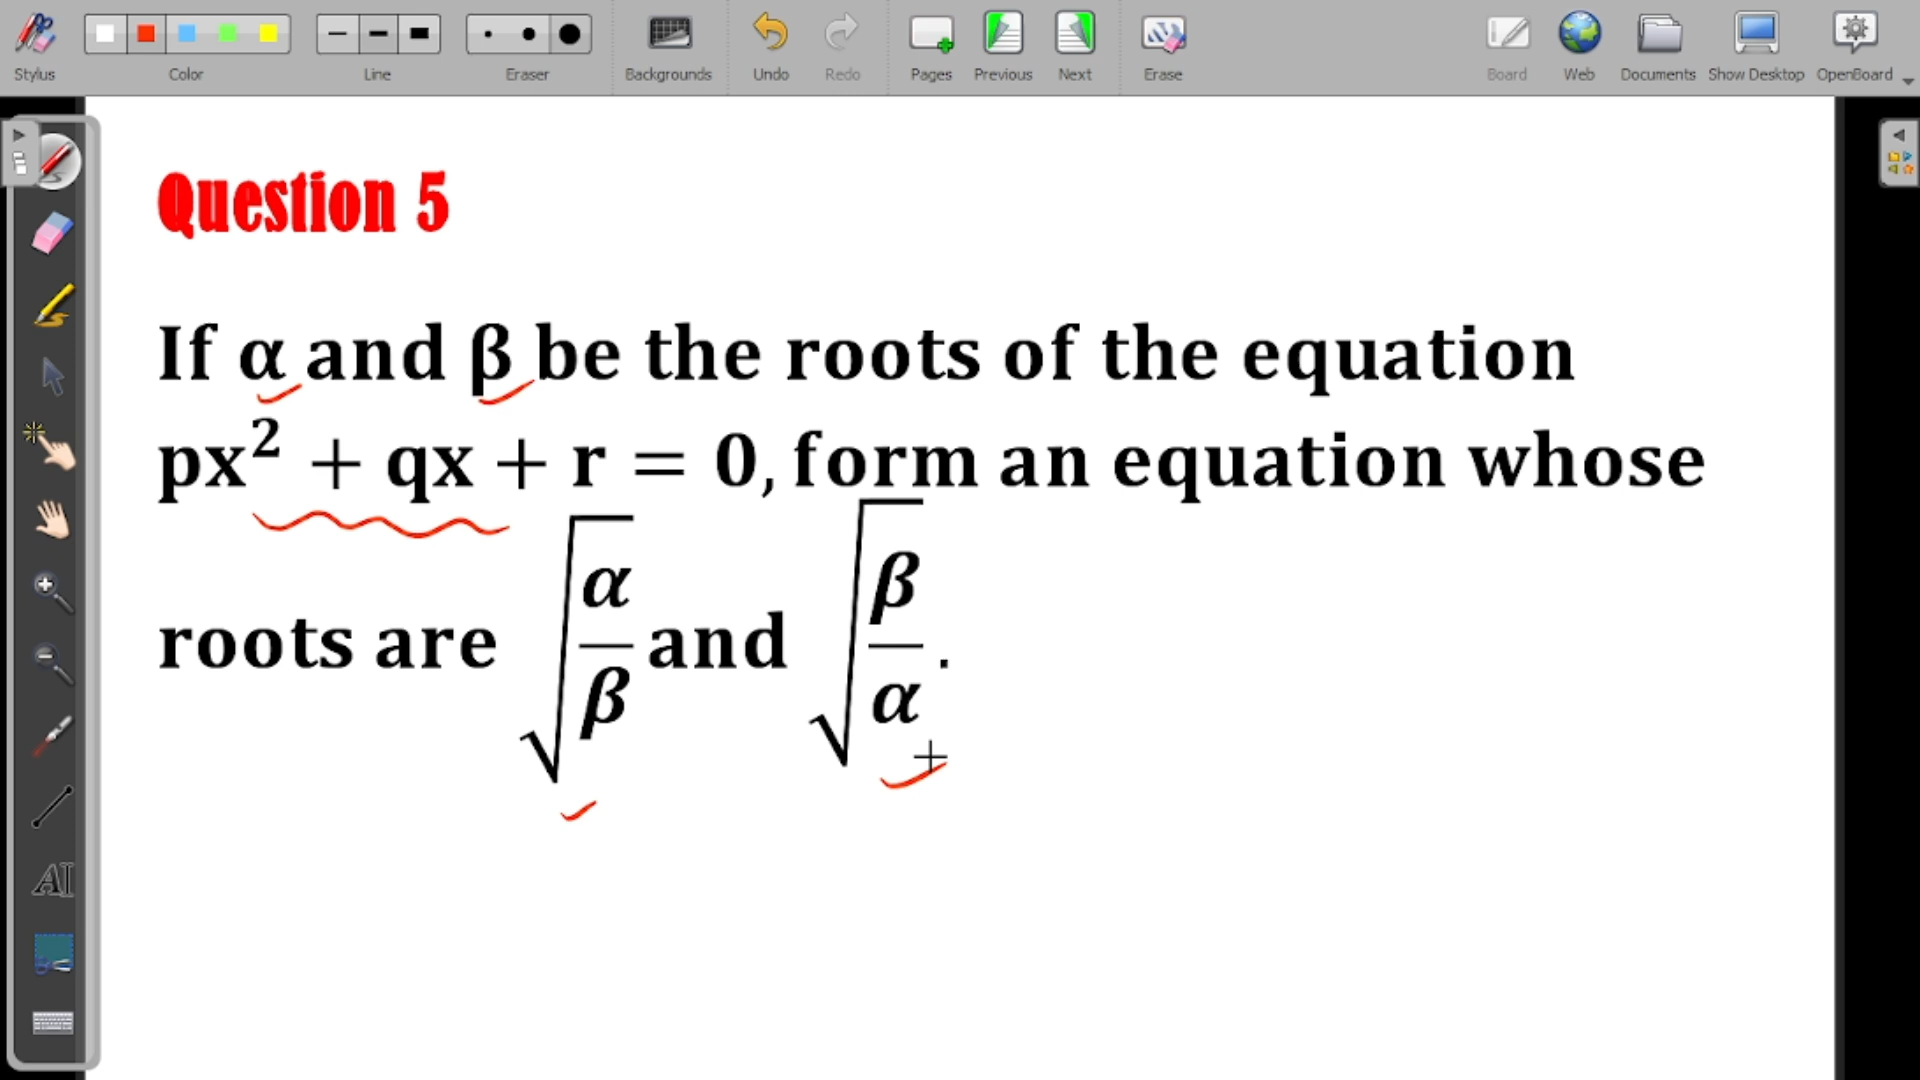 Stylus Color Line Eraser Backgrounds Undo Redo Pages Previous Next Erase Board Web Documents Show Desktop OpenBoard
Question 5
If α and β be the roots of the equation
px² + qx + r = 0, form an equation whose
roots are √(α/β) and √(β/α).